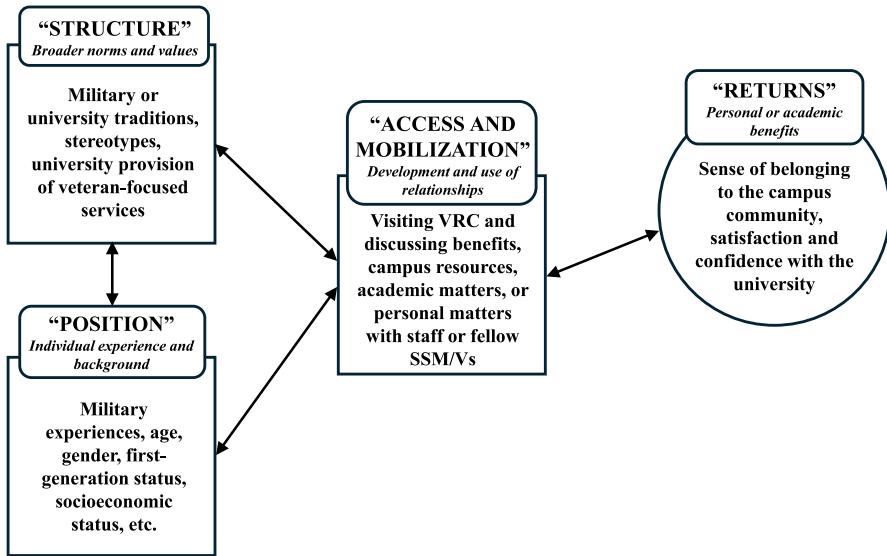 “STRUCTURE”
Broader norms and values
Military or
university traditions,
stereotypes,
university provision
of veteran-focused
services
“POSITION”
Individual experience and
background
Military
experiences, age,
gender, first-
generation status,
socioeconomic
status, etc.
“ACCESS AND
MOBILIZATION”
Development and use of
relationships
Visiting VRC and
discussing benefits,
campus resources,
academic matters, or
personal matters
with staff or fellow
SSM/Vs
“RETURNS”
Personal or academic
benefits
Sense of belonging
to the campus
community,
satisfaction and
confidence with the
university